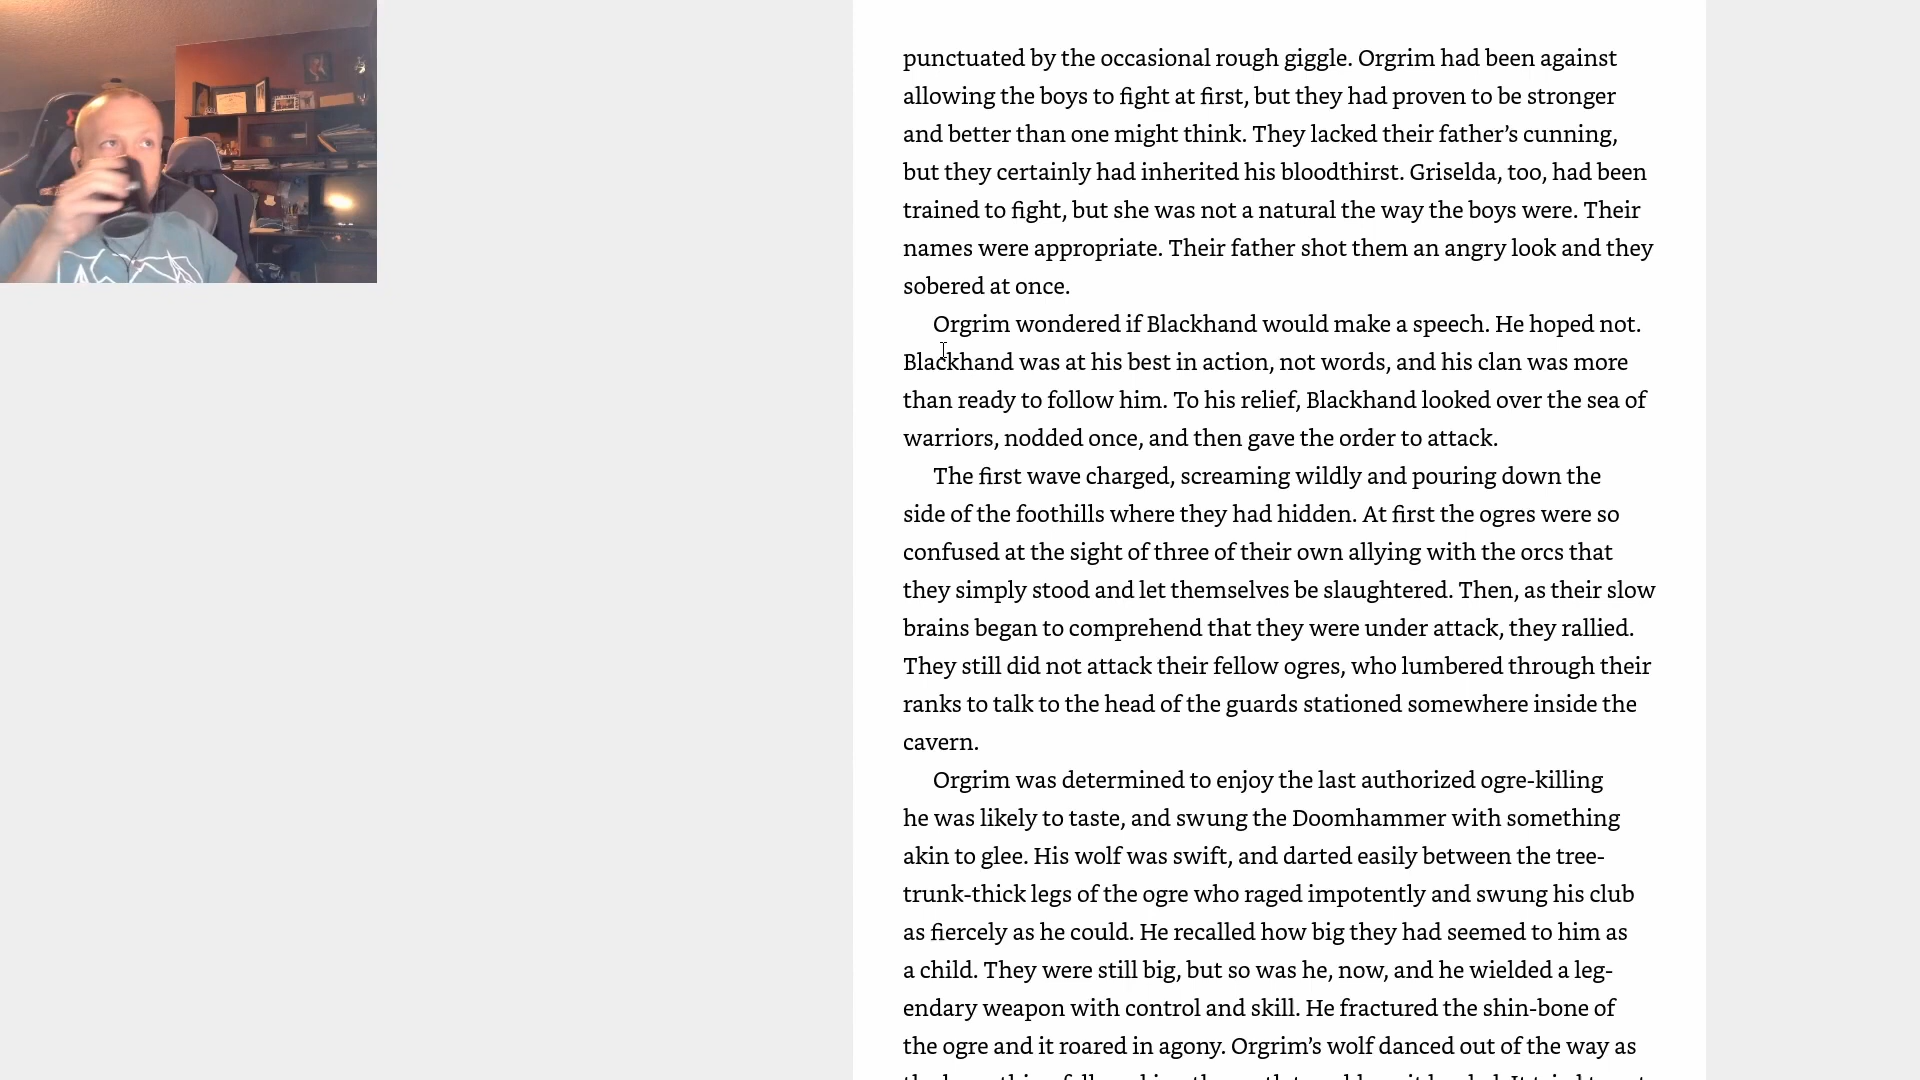 punctuated by the occasional rough giggle. Orgrim had been against
allowing the boys to fight at first, but they had proven to be stronger
and better than one might think. They lacked their father’s cunning,
but they certainly had inherited his bloodthirst. Griselda, too, had been
trained to fight, but she was not a natural the way the boys were. Their
names were appropriate. Their father shot them an angry look and they
sobered at once.
Orgrim wondered if Blackhand would make a speech. He hoped not.
Blackhand was at his best in action, not words, and his clan was more
than ready to follow him. To his relief, Blackhand looked over the sea of
warriors, nodded once, and then gave the order to attack.
The first wave charged, screaming wildly and pouring down the
side of the foothills where they had hidden. At first the ogres were so
confused at the sight of three of their own allying with the orcs that
they simply stood and let themselves be slaughtered. Then, as their slow
brains began to comprehend that they were under attack, they rallied.
They still did not attack their fellow ogres, who lumbered through their
ranks to talk to the head of the guards stationed somewhere inside the
cavern.
Orgrim was determined to enjoy the last authorized ogre-killing
he was likely to taste, and swung the Doomhammer with something
akin to glee. His wolf was swift, and darted easily between the tree-
trunk-thick legs of the ogre who raged impotently and swung his club
as fiercely as he could. He recalled how big they had seemed to him as
a child. They were still big, but so was he, now, and he wielded a leg-
endary weapon with control and skill. He fractured the shin-bone of
the ogre and it roared in agony. Orgrim’s wolf danced out of the way as